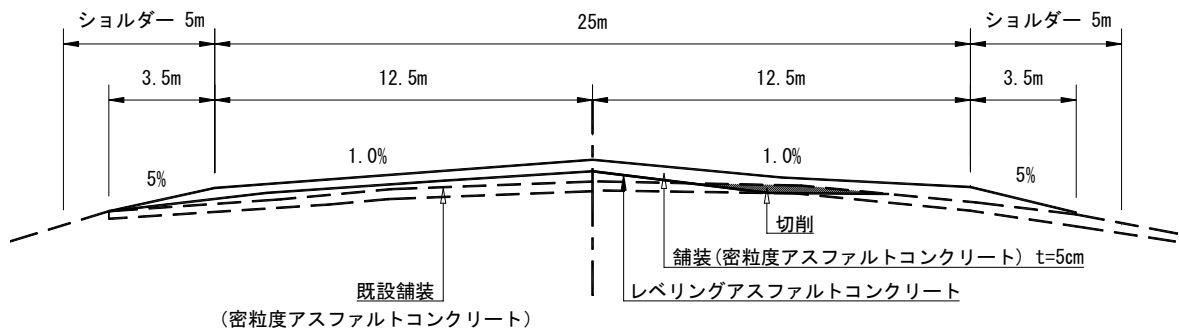 ショルダー 5m
25m
ショルダー 5m
3.5m
12.5m
12.5m
3.5m
1.0%
1.0%
5%
5%
切削
舗装(密粒度アスファルトコンクリート) t=5cm
既設舗装
レベリングアスファルトコンクリート
(密粒度アスファルトコンクリート)